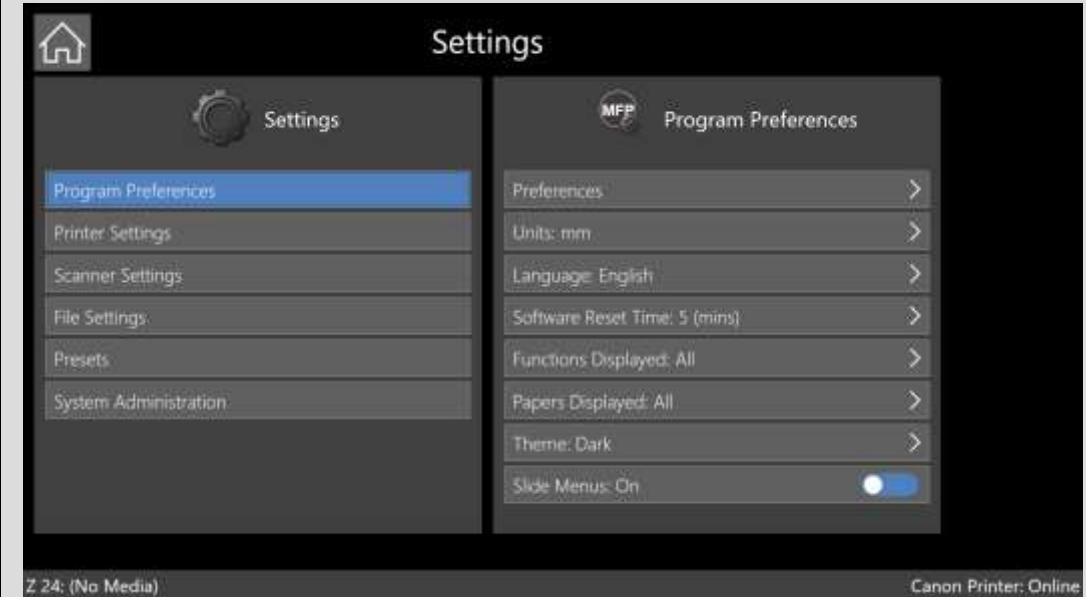 Settings
Settings
Program Preferences
Printer Settings
Scanner Settings
File Settings
Presets
System Administration
MFP
Program Preferences
Preferences
Units: mm
Language: English
Software Reset Time: 5 (mins)
Functions Displayed: All
Papers Displayed: All
Theme: Dark
Slide Menus: On
Z 24: (No Media)
Canon Printer: Online